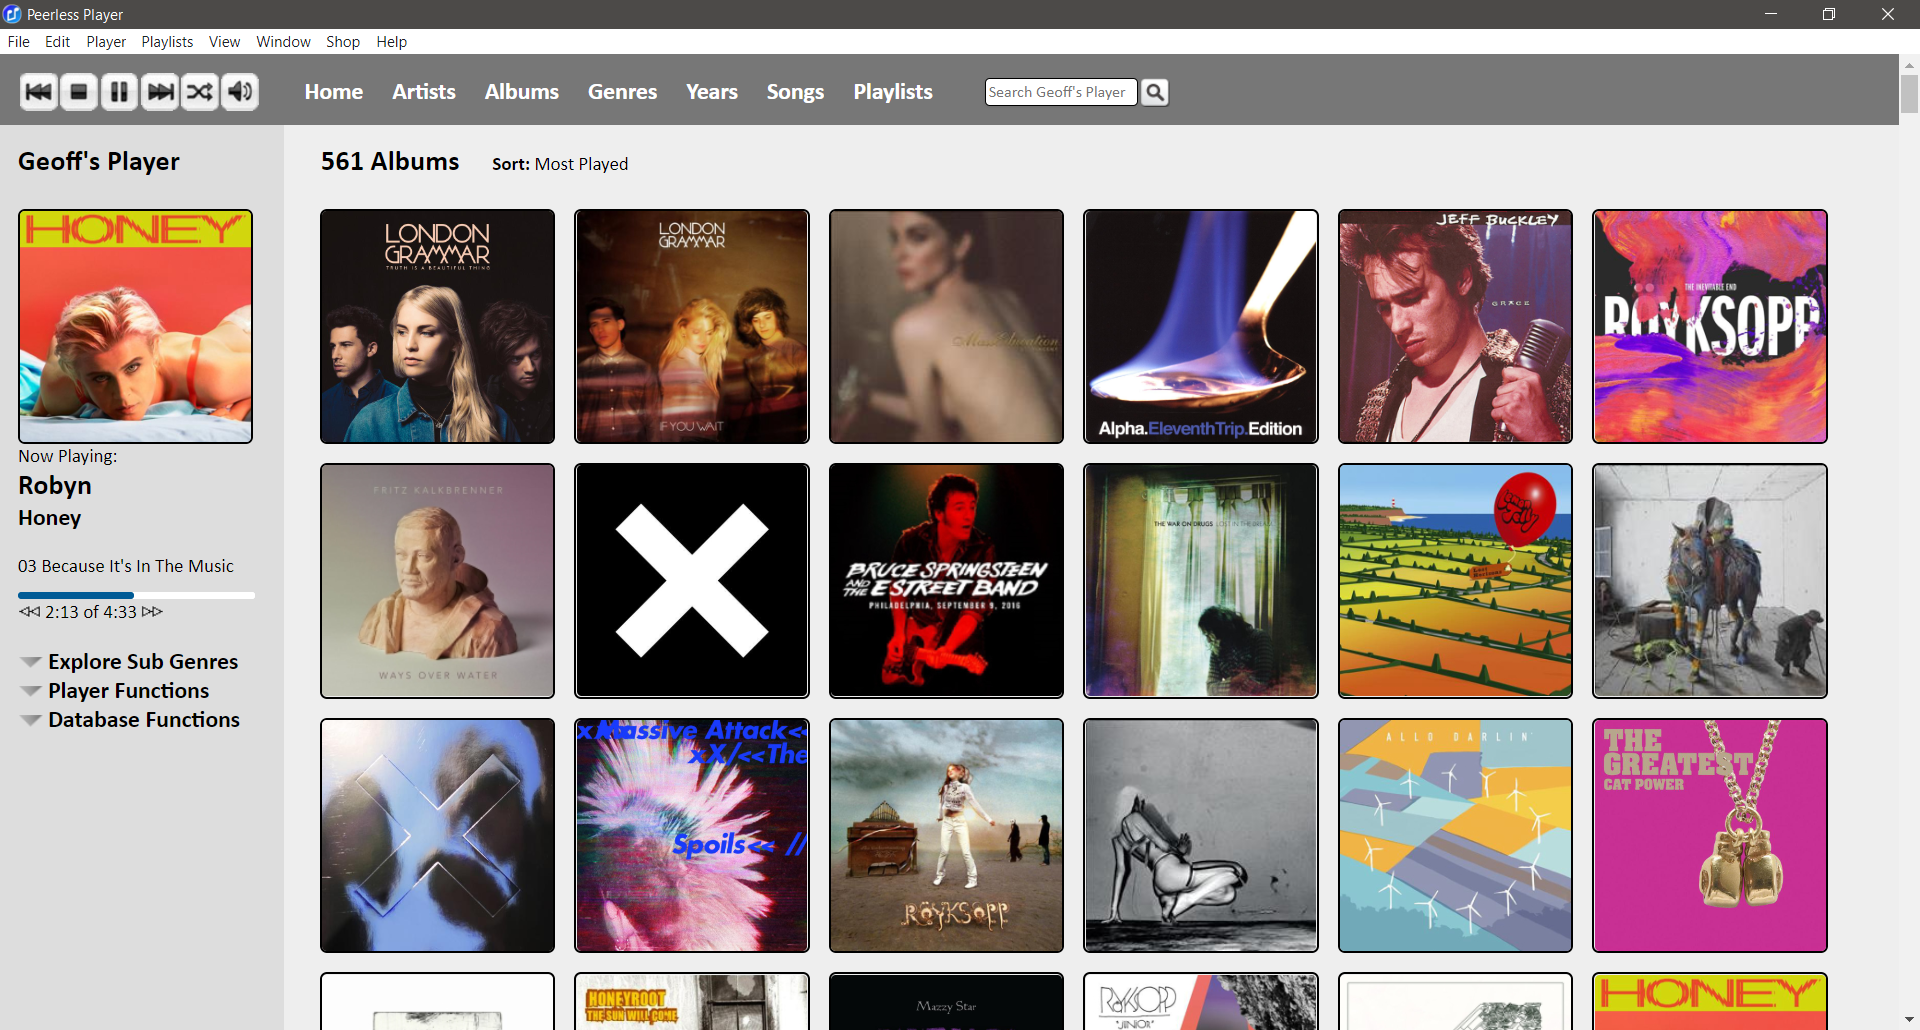 Peerless Player
File Edit Player Playlists View Window Shop Help
Home Artists Albums Genres Years Songs Playlists
Search Geoff's Player
Geoff's Player
561 Albums
Sort: Most Played
HONEY
Now Playing:
Robyn
Honey
03 Because It's In The Music
2:13 of 4:33
Explore Sub Genres
Player Functions
Database Functions
LONDON
GRAMMAR
TRUTH IS A BEAUTIFUL THING
LONDON
GRAMMAR
IF YOU WAIT
MassEducation
Alpha.EleventhTrip.Edition
JEFF BUCKLEY
GRACE
THE INEVITABLE END
RÖYKSOPP
FRITZ KALKBRENNER
WAYS OVER WATER
BRUCE SPRINGSTEEN
AND THE E STREET BAND
PHILADELPHIA, SEPTEMBER 9, 2016
THE WAR ON DRUGS LOST IN THE DREAM
Lost
Horizons
x Massive Attack<<
xX/<<The
Spoils<< //
RÖYKSOPP
ALLO DARLIN'
THE
GREATEST
CAT POWER
HONEYROOT
THE SUN WILL COME
Mazzy Star
RÖYKSOPP
"JUNIOR"
HONEY